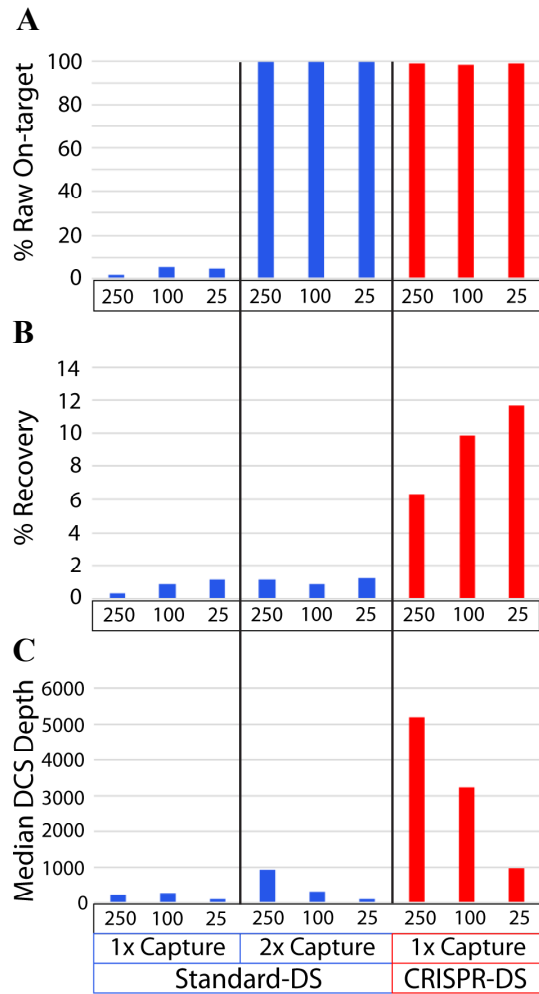 A
% Raw On-target
100
80
60
40
20
0
250 100 25 250 100 25 250 100 25
B
% Recovery
14
12
10
8
6
4
2
0
250 100 25 250 100 25 250 100 25
C
Median DCS Depth
6000
5000
4000
3000
2000
1000
0
250 100 25 250 100 25 250 100 25
1x Capture 2x Capture 1x Capture
Standard-DS CRISPR-DS